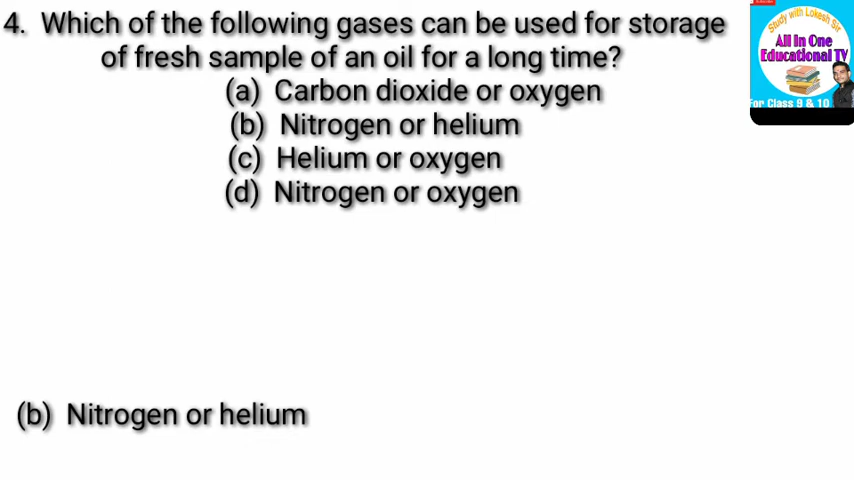 4. Which of the following gases can be used for storage
of fresh sample of an oil for a long time?
(a) Carbon dioxide or oxygen
(b) Nitrogen or helium
(c) Helium or oxygen
(d) Nitrogen or oxygen
(b) Nitrogen or helium
Study with Lokesh Sir
All In One
Educational TV
For Class 9 & 10